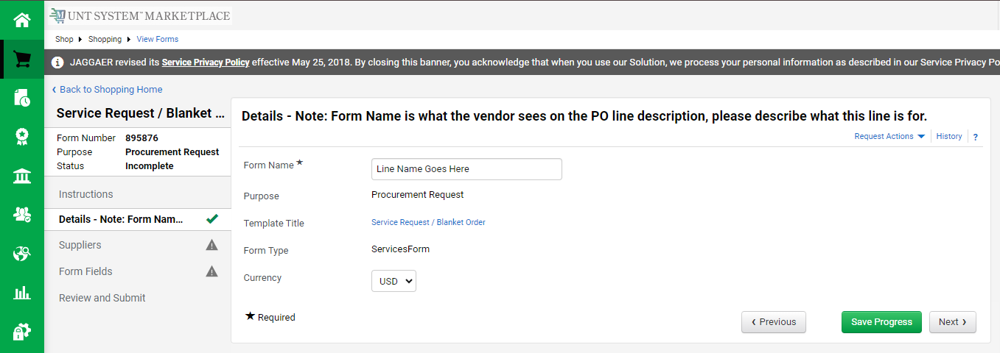 UNT SYSTEM™ MARKETPLACE
Shop Shopping View Forms
JAGGAER revised its Service Privacy Policy effective May 25, 2018. By closing this banner, you acknowledge that when you use our Solution, we process your personal information as described in our Service Privacy Po
Back to Shopping Home
Service Request / Blanket ...
Form Number 895876
Purpose Procurement Request
Status Incomplete
Instructions
Details - Note: Form Nam...
Suppliers
Form Fields
Review and Submit
Details - Note: Form Name is what the vendor sees on the PO line description, please describe what this line is for.
Request Actions History ?
Form Name ★ Line Name Goes Here
Purpose Procurement Request
Template Title Service Request / Blanket Order
Form Type ServicesForm
Currency USD
★ Required
‹ Previous Save Progress Next ›